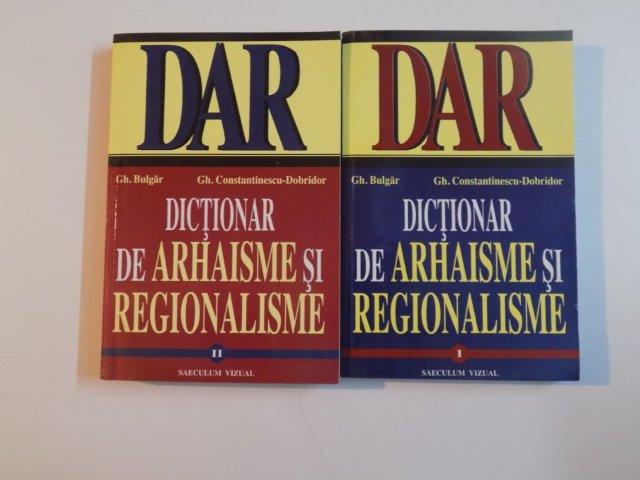 DAR
Gh. Bulgăr Gh. Constantinescu-Dobridor
DICȚIONAR
DE ARHAISME ȘI
REGIONALISME
II
SAECULUM VIZUAL
DAR
Gh. Bulgăr Gh. Constantinescu-Dobridor
DICȚIONAR
DE ARHAISME ȘI
REGIONALISME
I
SAECULUM VIZUAL